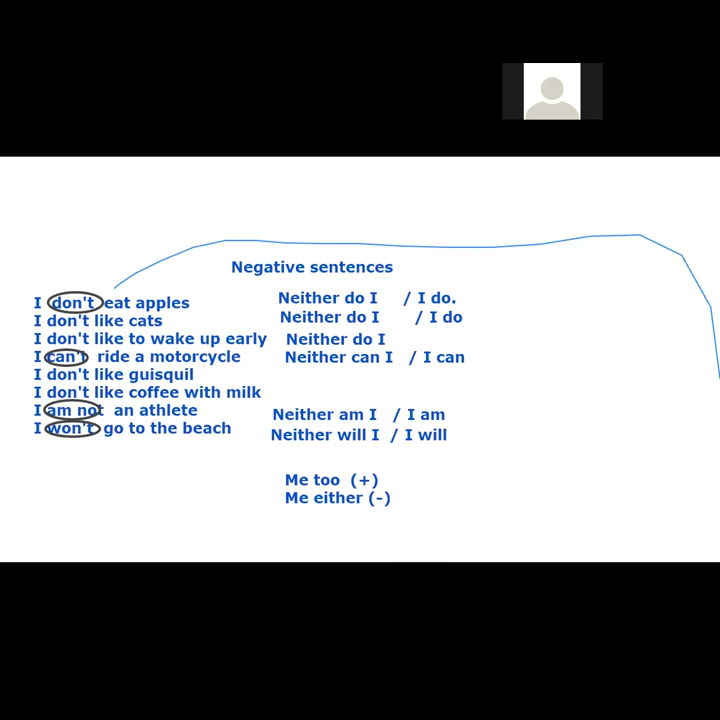 Negative sentences
I don't eat apples Neither do I / I do.
I don't like cats Neither do I / I do
I don't like to wake up early Neither do I
I can't ride a motorcycle Neither can I / I can
I don't like guisquil
I don't like coffee with milk
I am not an athlete Neither am I / I am
I won't go to the beach Neither will I / I will
Me too (+)
Me either (-)